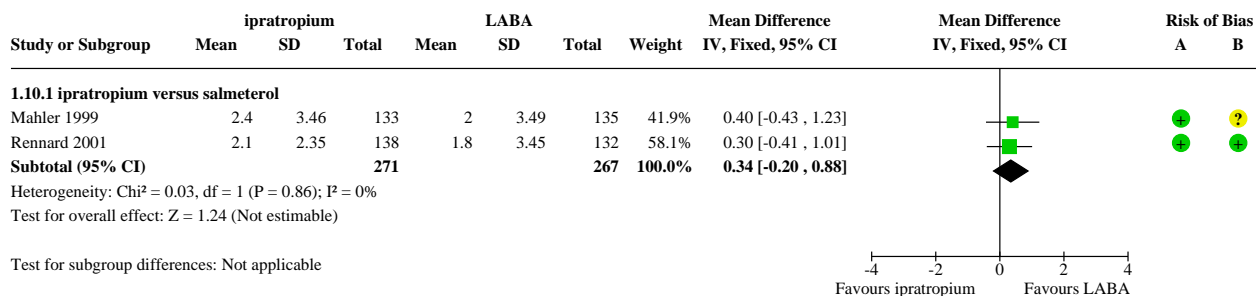 ipratropium LABA Mean Difference Mean Difference Risk of Bias
Study or Subgroup Mean SD Total Mean SD Total Weight IV, Fixed, 95% CI IV, Fixed, 95% CI A B
1.10.1 ipratropium versus salmeterol
Mahler 1999 2.4 3.46 133 2 3.49 135 41.9% 0.40 [-0.43 , 1.23] + ?
Rennard 2001 2.1 2.35 138 1.8 3.45 132 58.1% 0.30 [-0.41 , 1.01] + +
Subtotal (95% CI) 271 267 100.0% 0.34 [-0.20 , 0.88]
Heterogeneity: Chi² = 0.03, df = 1 (P = 0.86); I² = 0%
Test for overall effect: Z = 1.24 (Not estimable)
Test for subgroup differences: Not applicable
-4 -2 0 2 4
Favours ipratropium Favours LABA